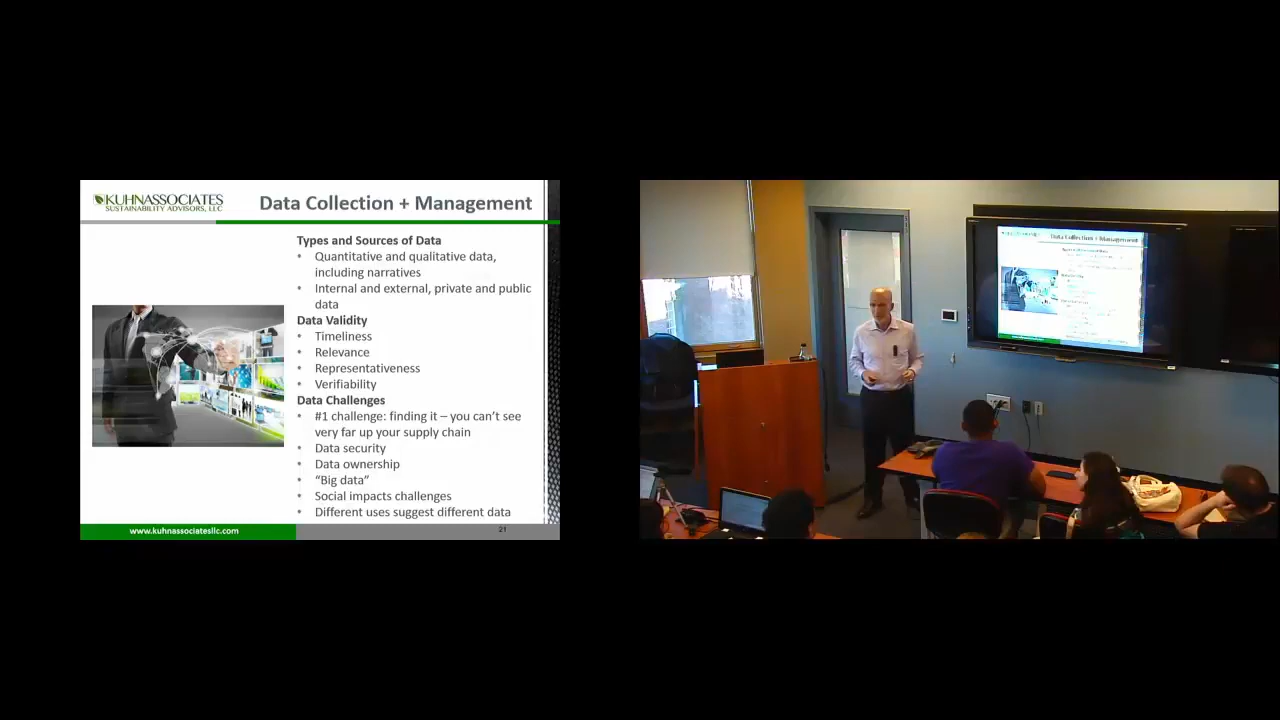 KUHNASSOCIATES
SUSTAINABILITY ADVISORS, LLC
Data Collection + Management
Types and Sources of Data
• Quantitative and qualitative data,
including narratives
• Internal and external, private and public
data
Data Validity
• Timeliness
• Relevance
• Representativeness
• Verifiability
Data Challenges
• #1 challenge: finding it – you can't see
very far up your supply chain
• Data security
• Data ownership
• "Big data"
• Social impacts challenges
• Different uses suggest different data
www.kuhnassociatesllc.com
21
Data Collection + Management